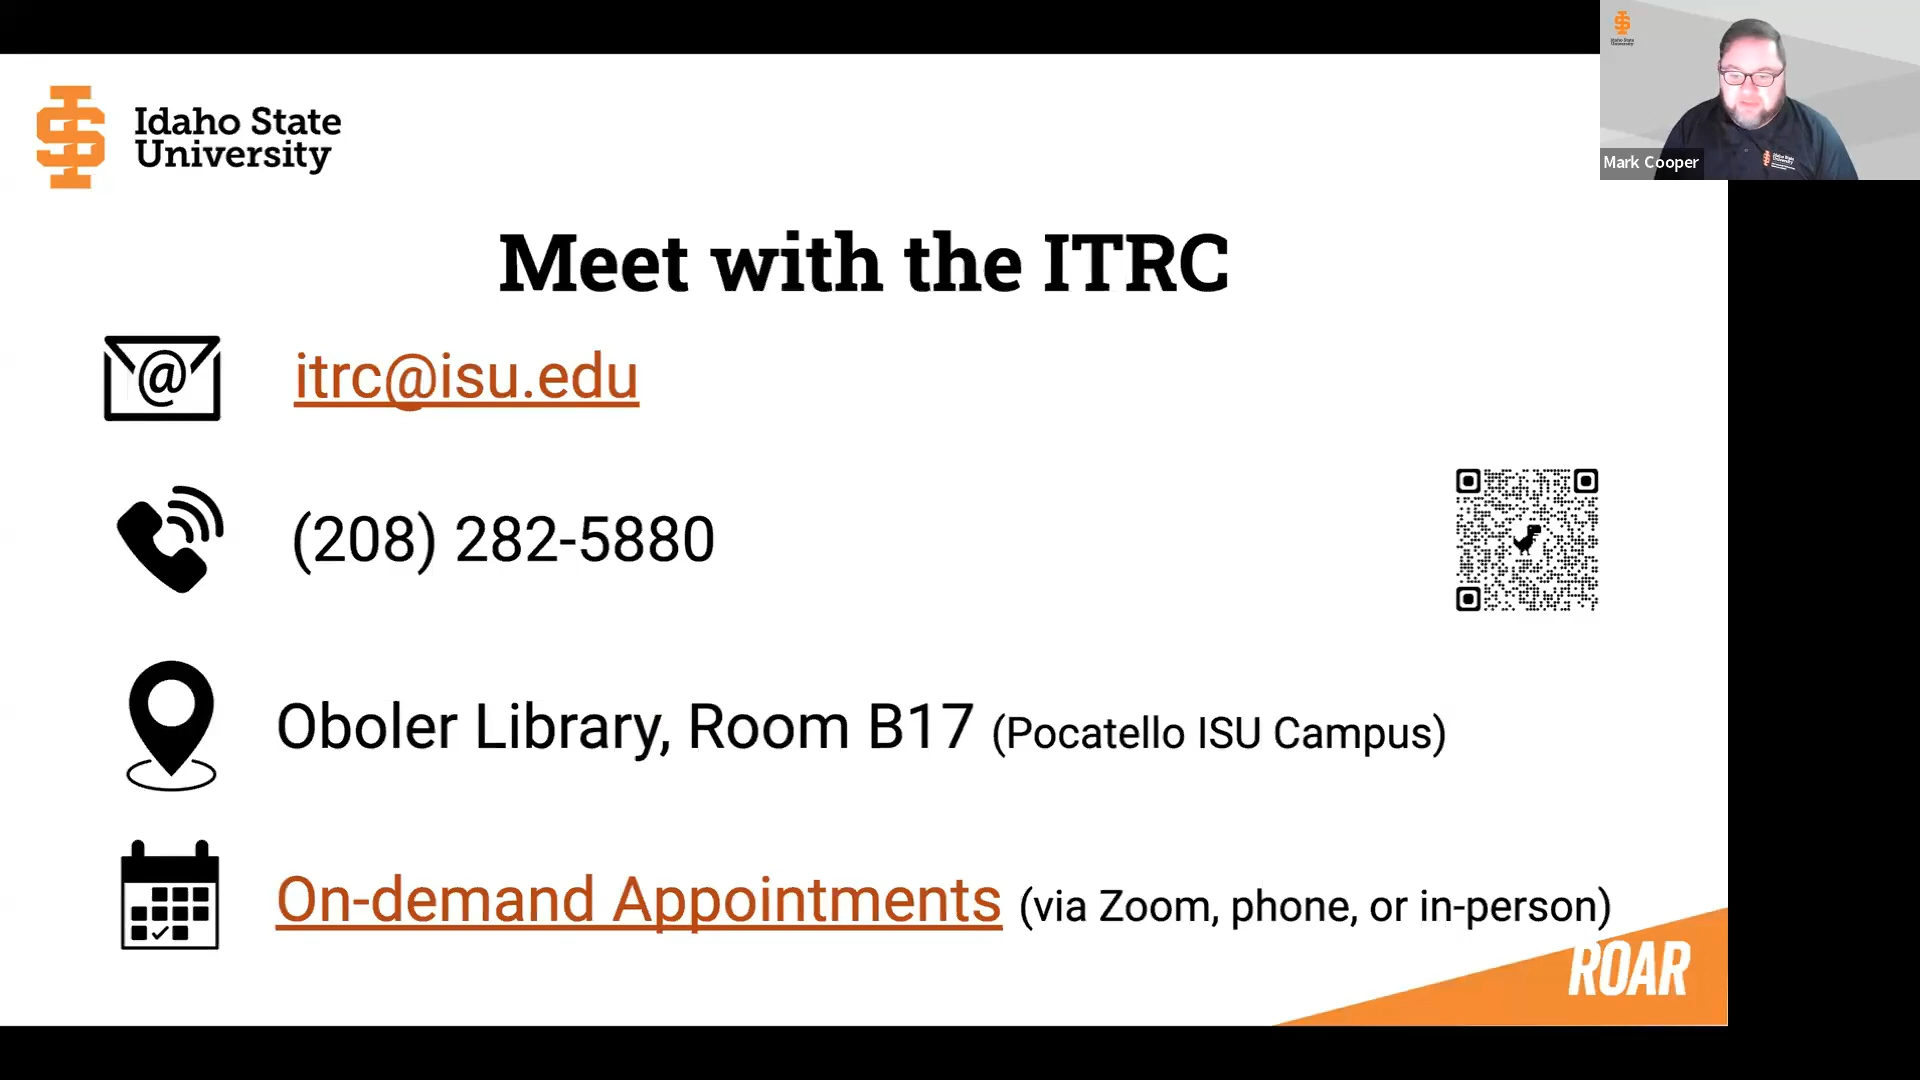 Idaho State
University
Mark Cooper
Meet with the ITRC
@
itrc@isu.edu
(208) 282-5880
Oboler Library, Room B17 (Pocatello ISU Campus)
On-demand Appointments (via Zoom, phone, or in-person)
ROAR